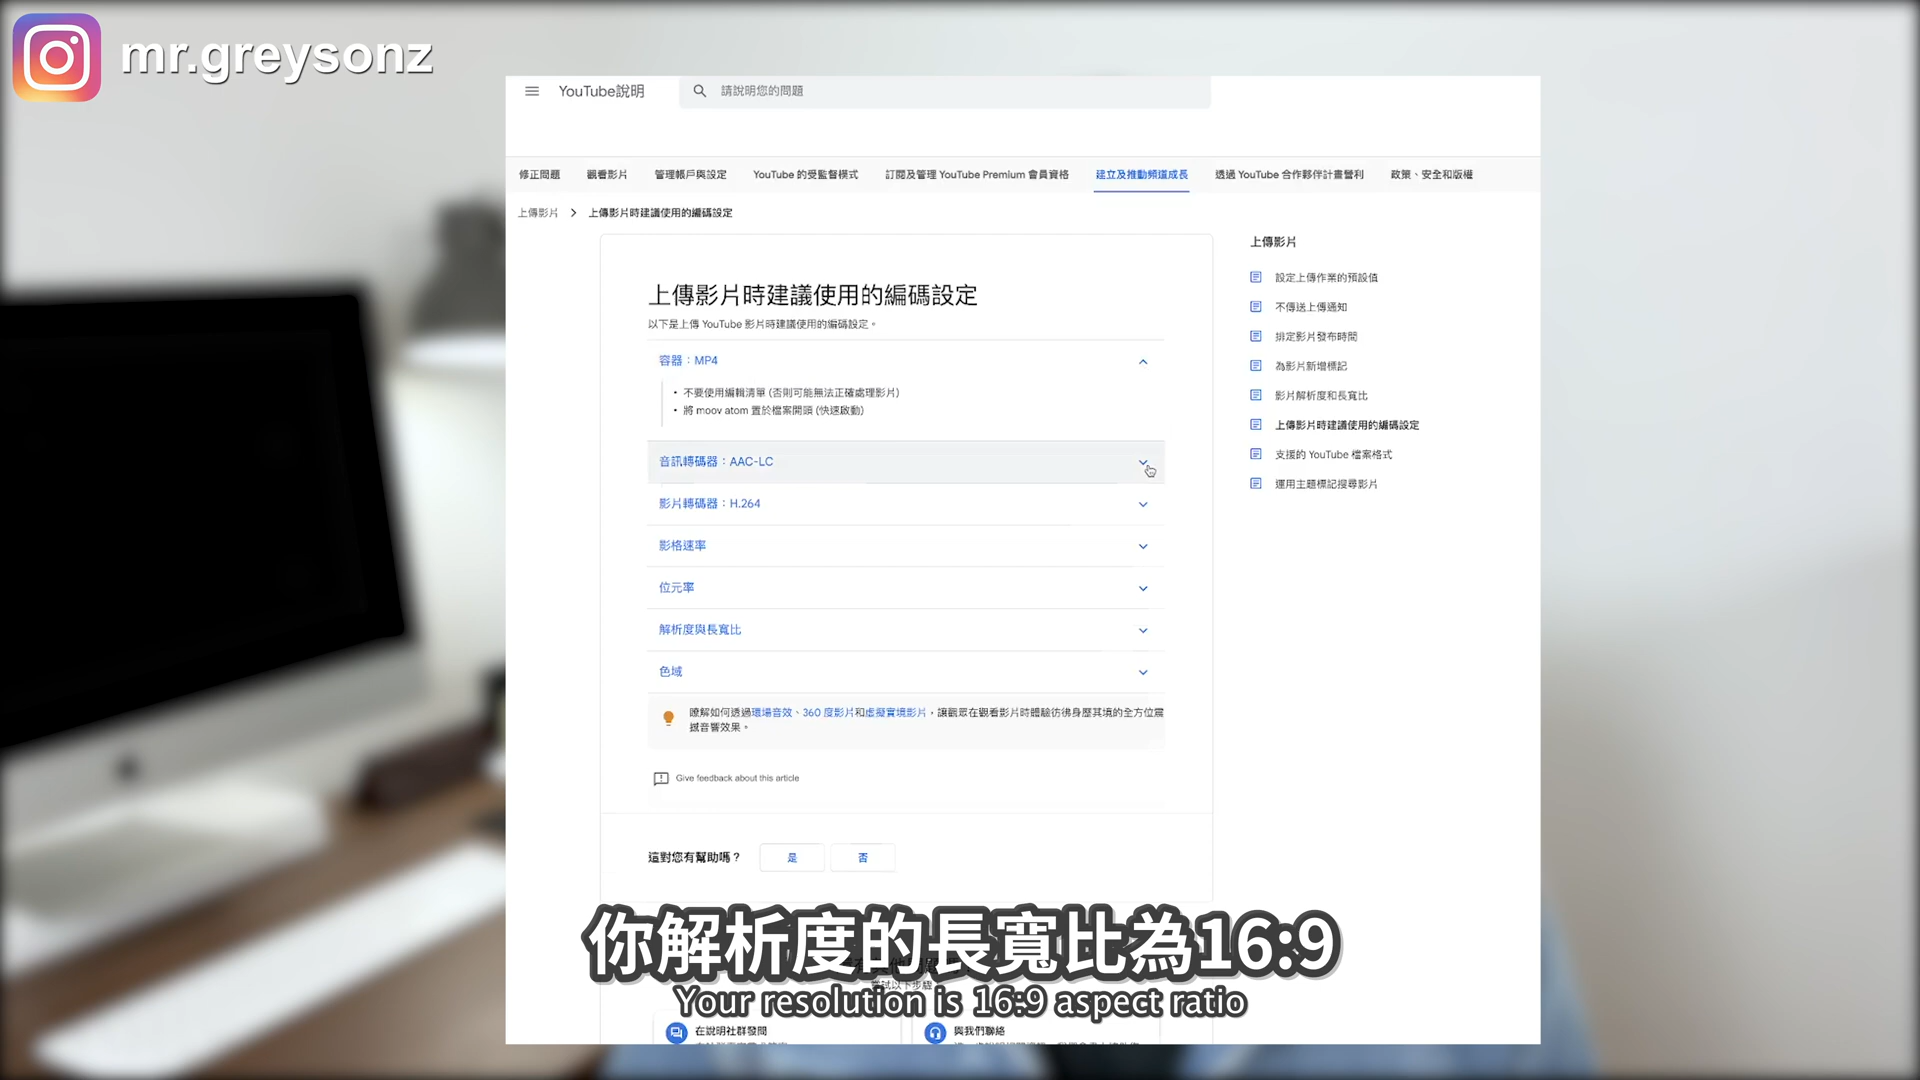 mr.greysonz
YouTube說明
請說明您的問題
修正問題
觀看影片
管理帳戶與設定
YouTube 的受監督模式
訂閱及管理 YouTube Premium 會員資格
建立及推動頻道成長
透過 YouTube 合作夥伴計畫營利
政策、安全和版權
上傳影片
上傳影片時建議使用的編碼設定
上傳影片時建議使用的編碼設定
以下是上傳 YouTube 影片時建議使用的編碼設定。
容器：MP4
• 不要使用編輯清單 (否則可能無法正確處理影片)
• 將 moov atom 置於檔案開頭 (快速啟動)
音訊轉碼器：AAC-LC
影片轉碼器：H.264
影格速率
位元率
解析度與長寬比
色域
瞭解如何透過環場音效、360 度影片和虛擬實境影片，讓觀眾在觀看影片時體驗彷彿身歷其境的全方位震
撼音響效果。
Give feedback about this article
這對您有幫助嗎？
是
否
上傳影片
設定上傳作業的預設值
不傳送上傳通知
排定影片發布時間
為影片新增標記
影片解析度和長寬比
上傳影片時建議使用的編碼設定
支援的 YouTube 檔案格式
運用主題標記搜尋影片
你解析度的長寬比為16:9
Your resolution is 16:9 aspect ratio
在說明社群發問
與我們聯絡